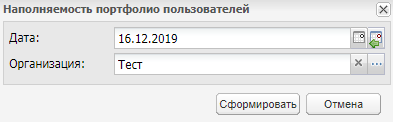 Наполняемость портфолио пользователей
Дата: 16.12.2019
Организация: Тест
Сформировать Отмена